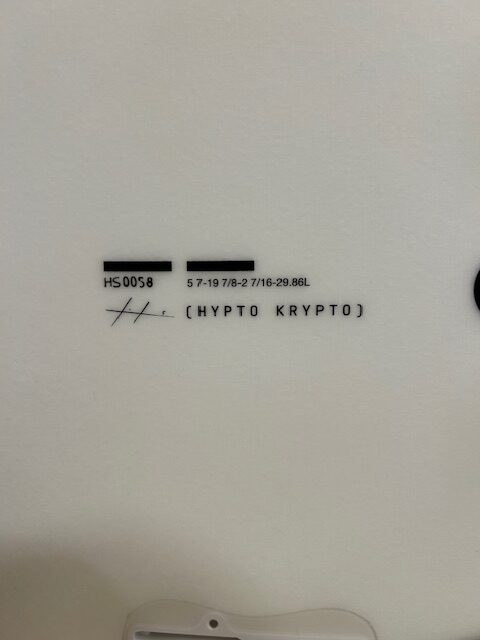 HS0058 5 7-19 7/8-2 7/16-29.86L
(HYPTO KRYPTO)